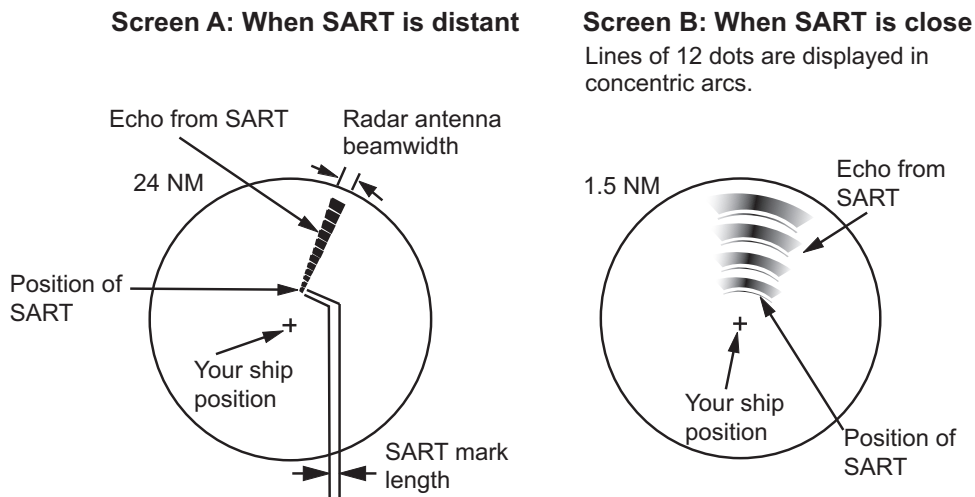 Screen A: When SART is distant
Echo from SART
Radar antenna
beamwidth
24 NM
Position of
SART
Your ship
position
SART mark
length
Screen B: When SART is close
Lines of 12 dots are displayed in
concentric arcs.
1.5 NM
Echo from
SART
Your ship
position
Position of
SART